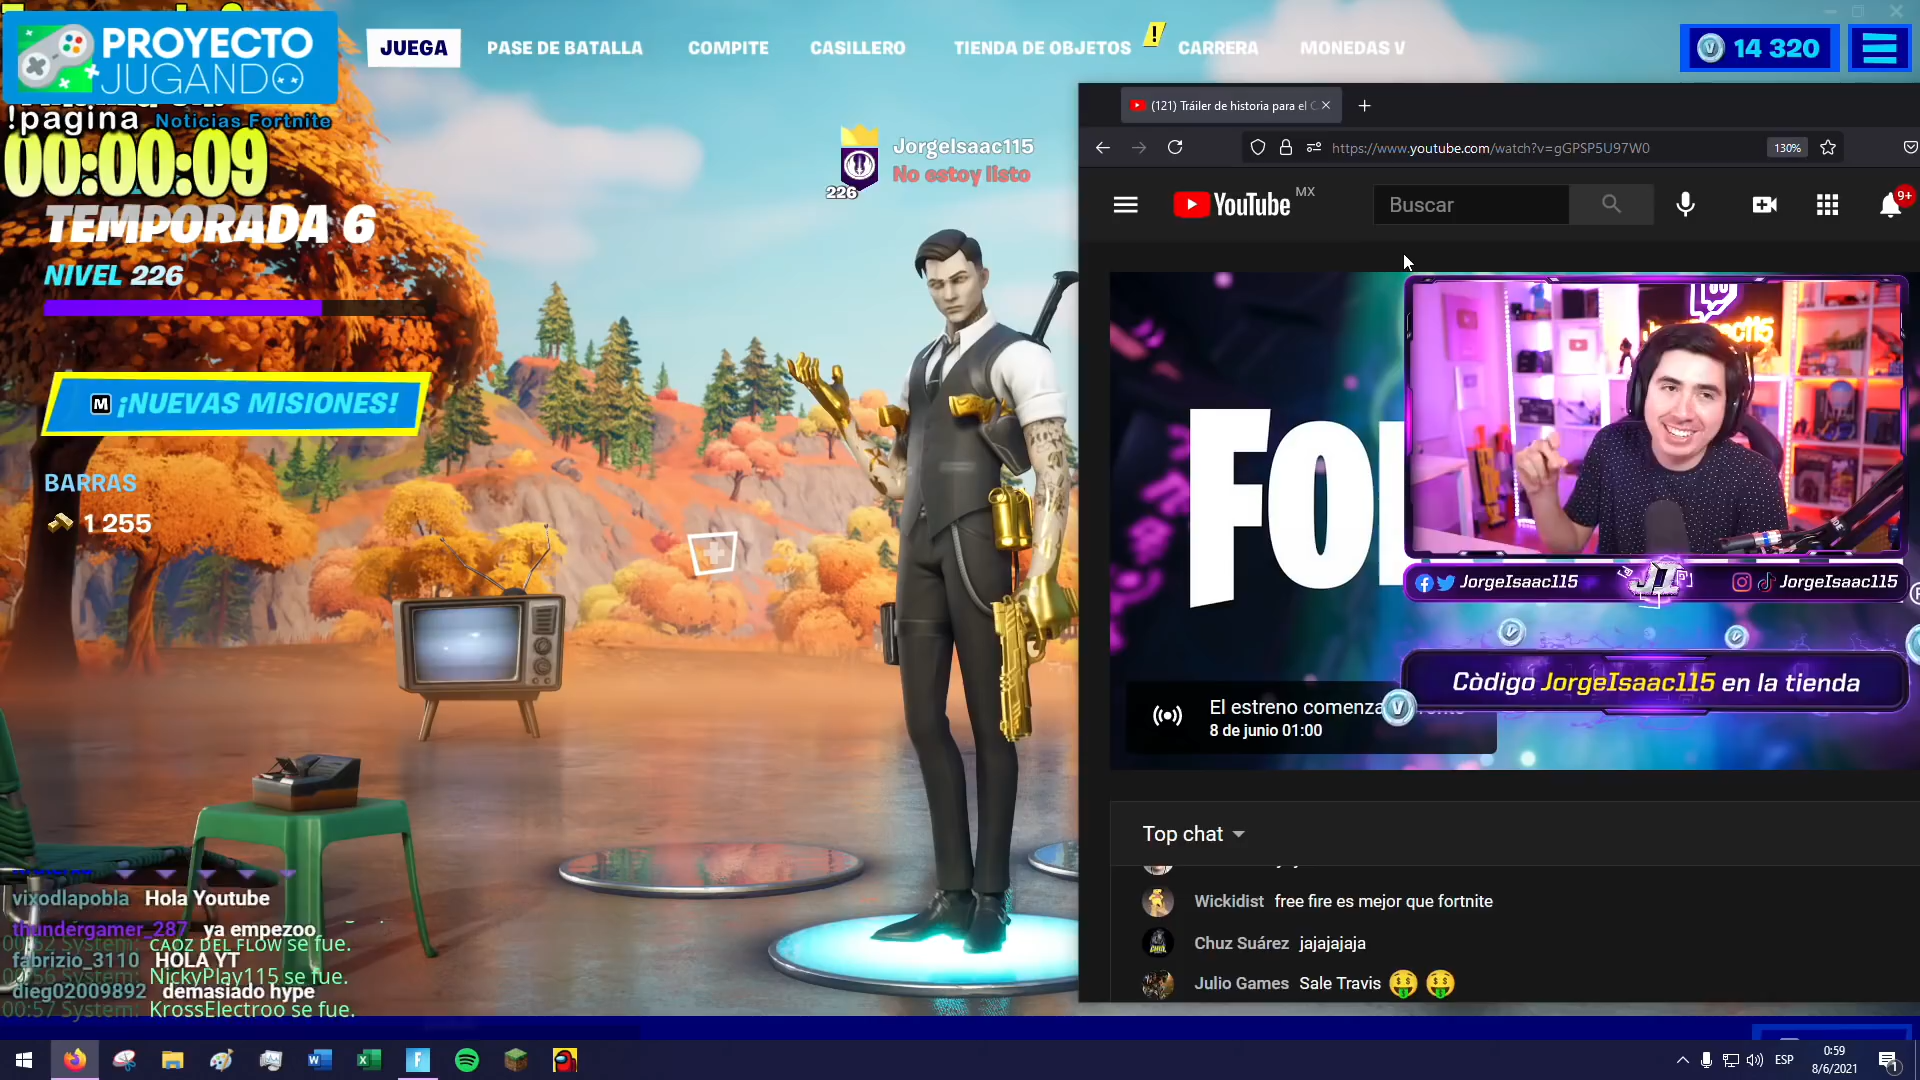 PROYECTO
JUGANDO
!pagina Noticias Fortnite
00:00:09
TEMPORADA 6
NIVEL 226
M ¡NUEVAS MISIONES!
BARRAS
1 255
JUEGA PASE DE BATALLA COMPITE CASILLERO TIENDA DE OBJETOS ! CARRERA MONEDAS V
14 320
JorgeIsaac115
No estoy listo
226
(121) Tráiler de historia para el
https://www.youtube.com/watch?v=gGPSP5U97W0 130%
YouTube MX
Buscar
9+
FO
JorgeIsaac115 JorgeIsaac115
Còdigo JorgeIsaac115 en la tienda
El estreno comenza
8 de junio 01:00
Top chat
Wickidist free fire es mejor que fortnite
Chuz Suárez jajajajaja
Julio Games Sale Travis
vixodlapobla Hola Youtube
thundergamer_287 ya empezoo
System: CAOZ DEL FLOW se fue.
fabrizio_3110 HOLA YT
System: NickyPlay115 se fue.
dieg02009892 demasiado hype
00:57 System: KrossElectroo se fue.
ESP
0:59
8/6/2021
1